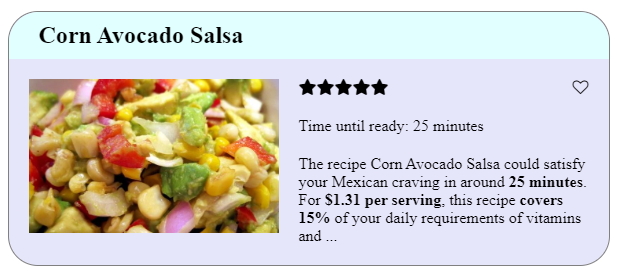 Corn Avocado Salsa
Time until ready: 25 minutes
The recipe Corn Avocado Salsa could satisfy
your Mexican craving in around 25 minutes.
For $1.31 per serving, this recipe covers
15% of your daily requirements of vitamins
and ...